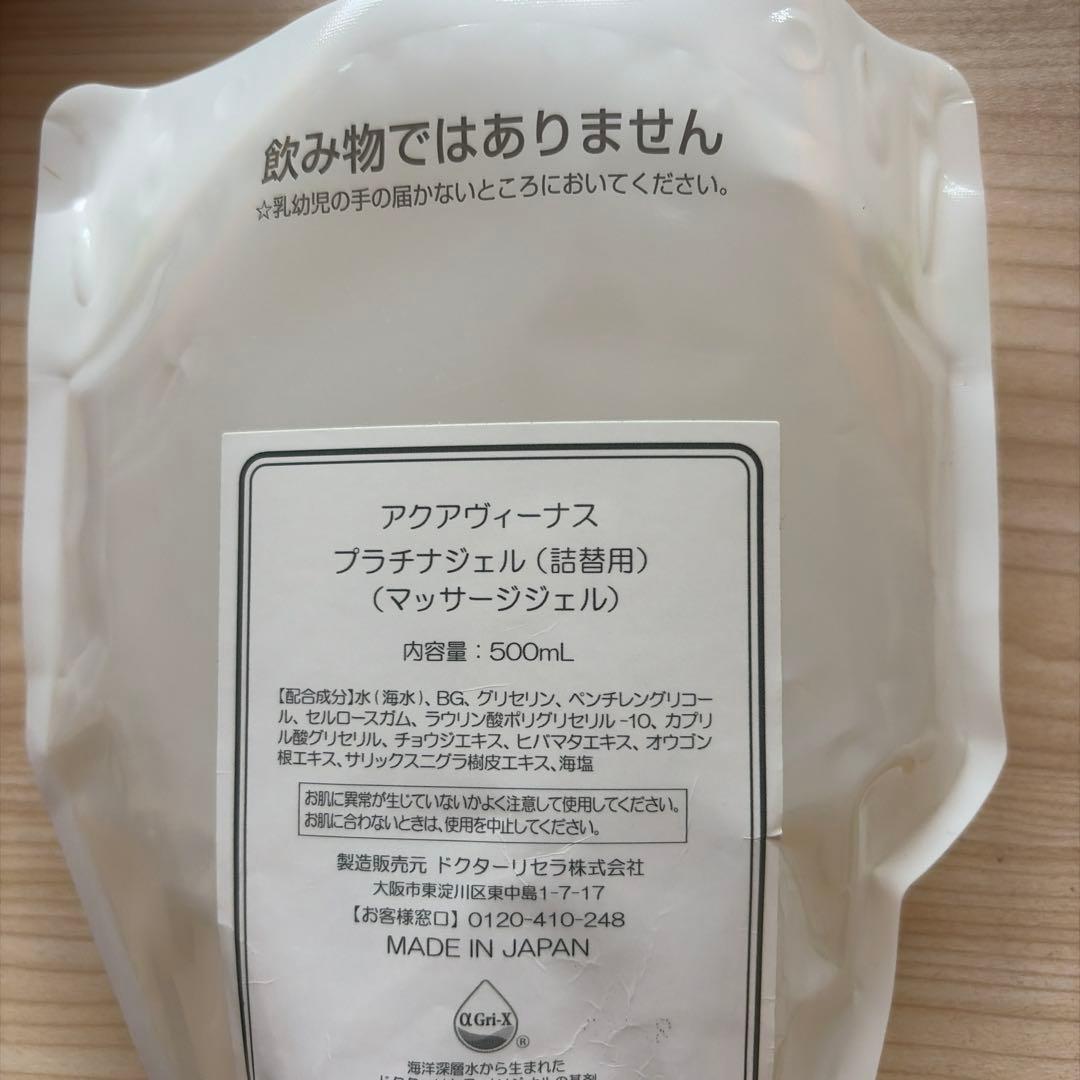 飲み物ではありません
☆乳幼児の手の届かないところにおいてください。
アクアヴィーナス
プラチナジェル（詰替用）
（マッサージジェル）
内容量：500mL
【配合成分】水（海水）、BG、グリセリン、ペンチレングリコー
ル、セルロースガム、ラウリン酸ポリグリセリル-10、カプリ
ル酸グリセリル、チョウジエキス、ヒバマタエキス、オウゴン
根エキス、サリックスニグラ樹皮エキス、海塩
お肌に異常が生じていないかよく注意して使用してください。
お肌に合わないときは、使用を中止してください。
製造販売元 ドクターリセラ株式会社
大阪市東淀川区東中島1-7-17
【お客様窓口】0120-410-248
MADE IN JAPAN
αGri-X
®
海洋深層水から生まれた